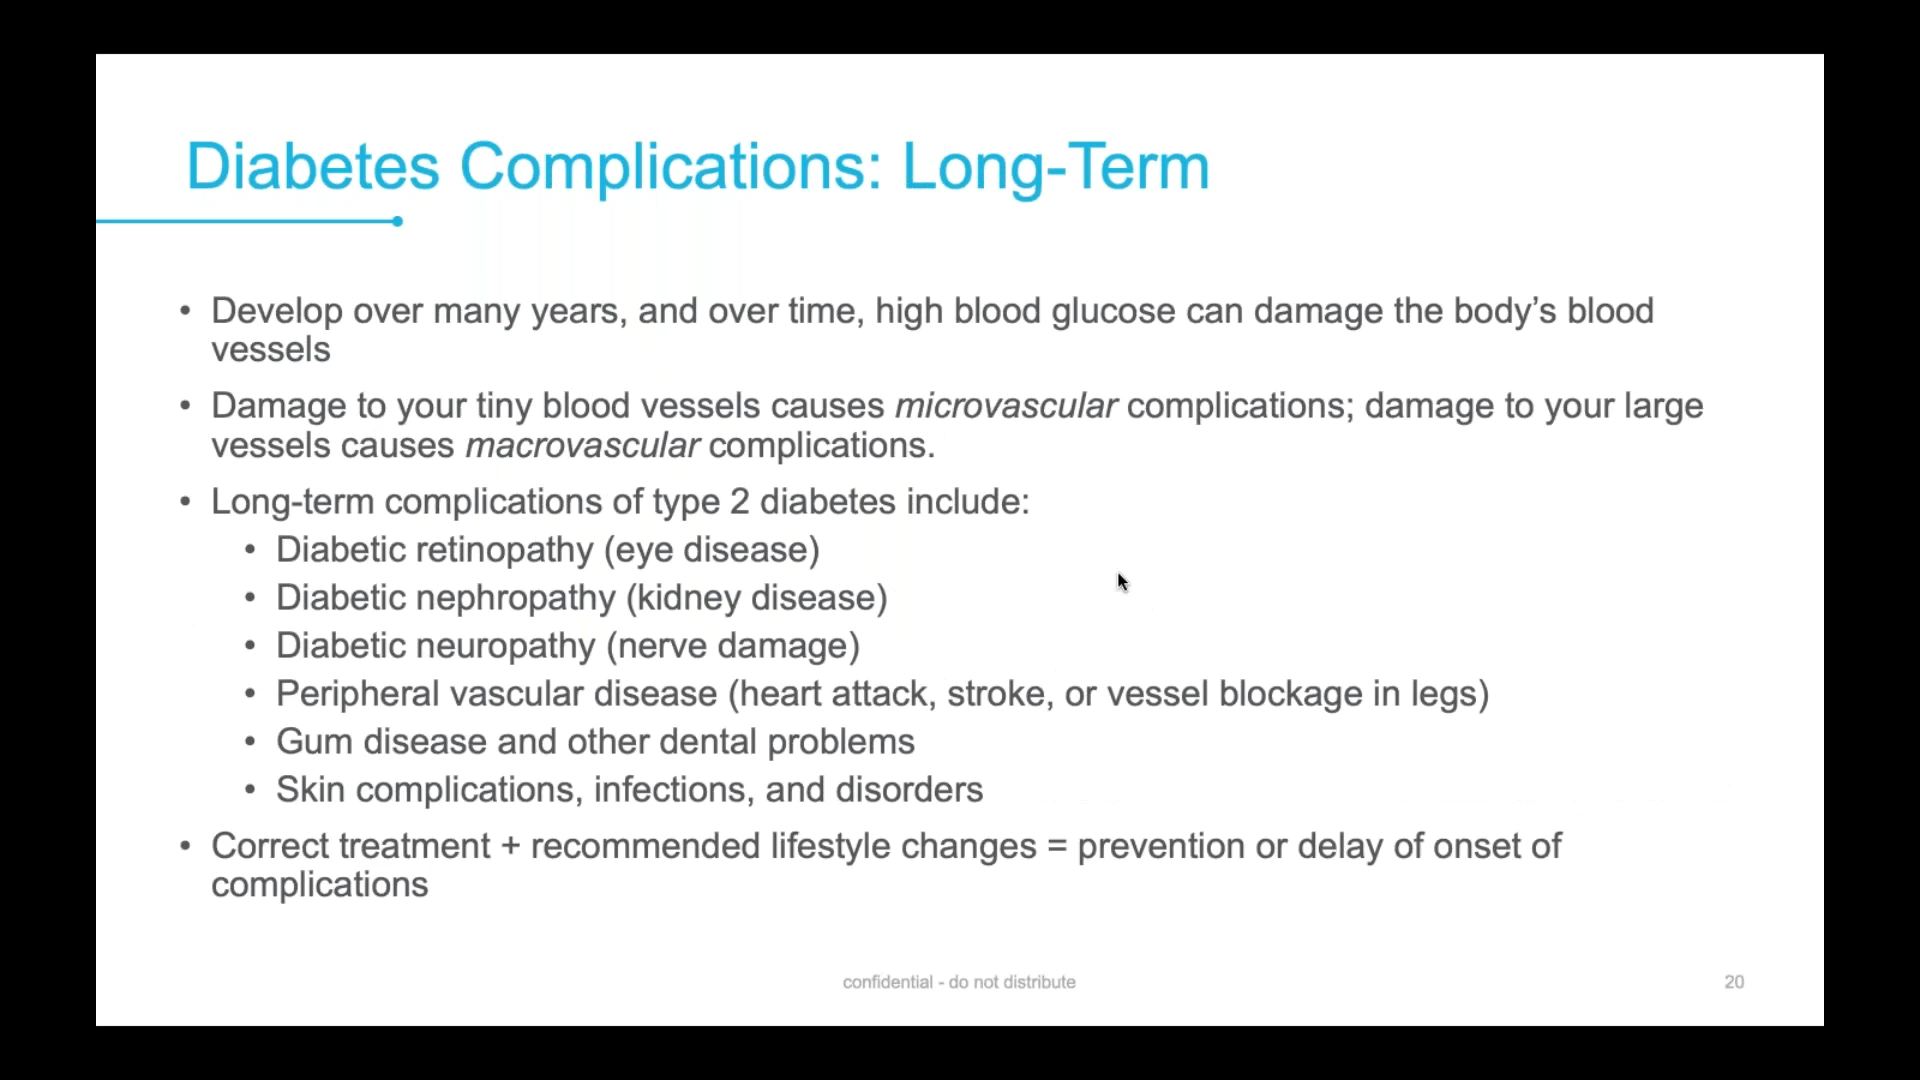 Diabetes Complications: Long-Term
• Develop over many years, and over time, high blood glucose can damage the body’s blood
vessels
• Damage to your tiny blood vessels causes microvascular complications; damage to your large
vessels causes macrovascular complications.
• Long-term complications of type 2 diabetes include:
• Diabetic retinopathy (eye disease)
• Diabetic nephropathy (kidney disease)
• Diabetic neuropathy (nerve damage)
• Peripheral vascular disease (heart attack, stroke, or vessel blockage in legs)
• Gum disease and other dental problems
• Skin complications, infections, and disorders
• Correct treatment + recommended lifestyle changes = prevention or delay of onset of
complications
confidential - do not distribute
20